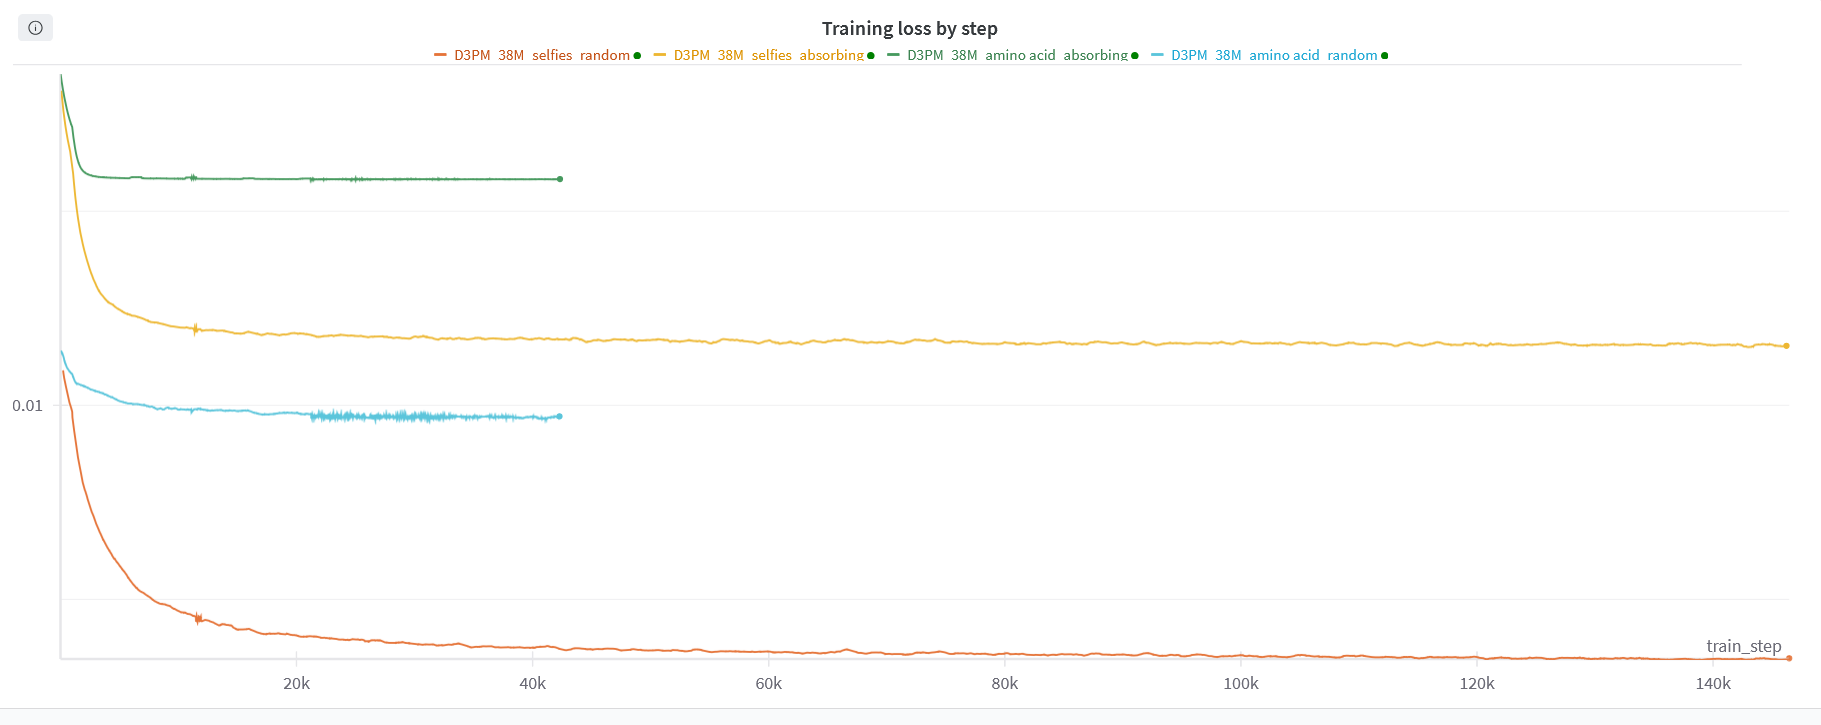 Training loss by step
D3PM 38M selfies random D3PM 38M selfies absorbing D3PM 38M amino acid absorbing D3PM 38M amino acid random
0.01
train_step
20k 40k 60k 80k 100k 120k 140k